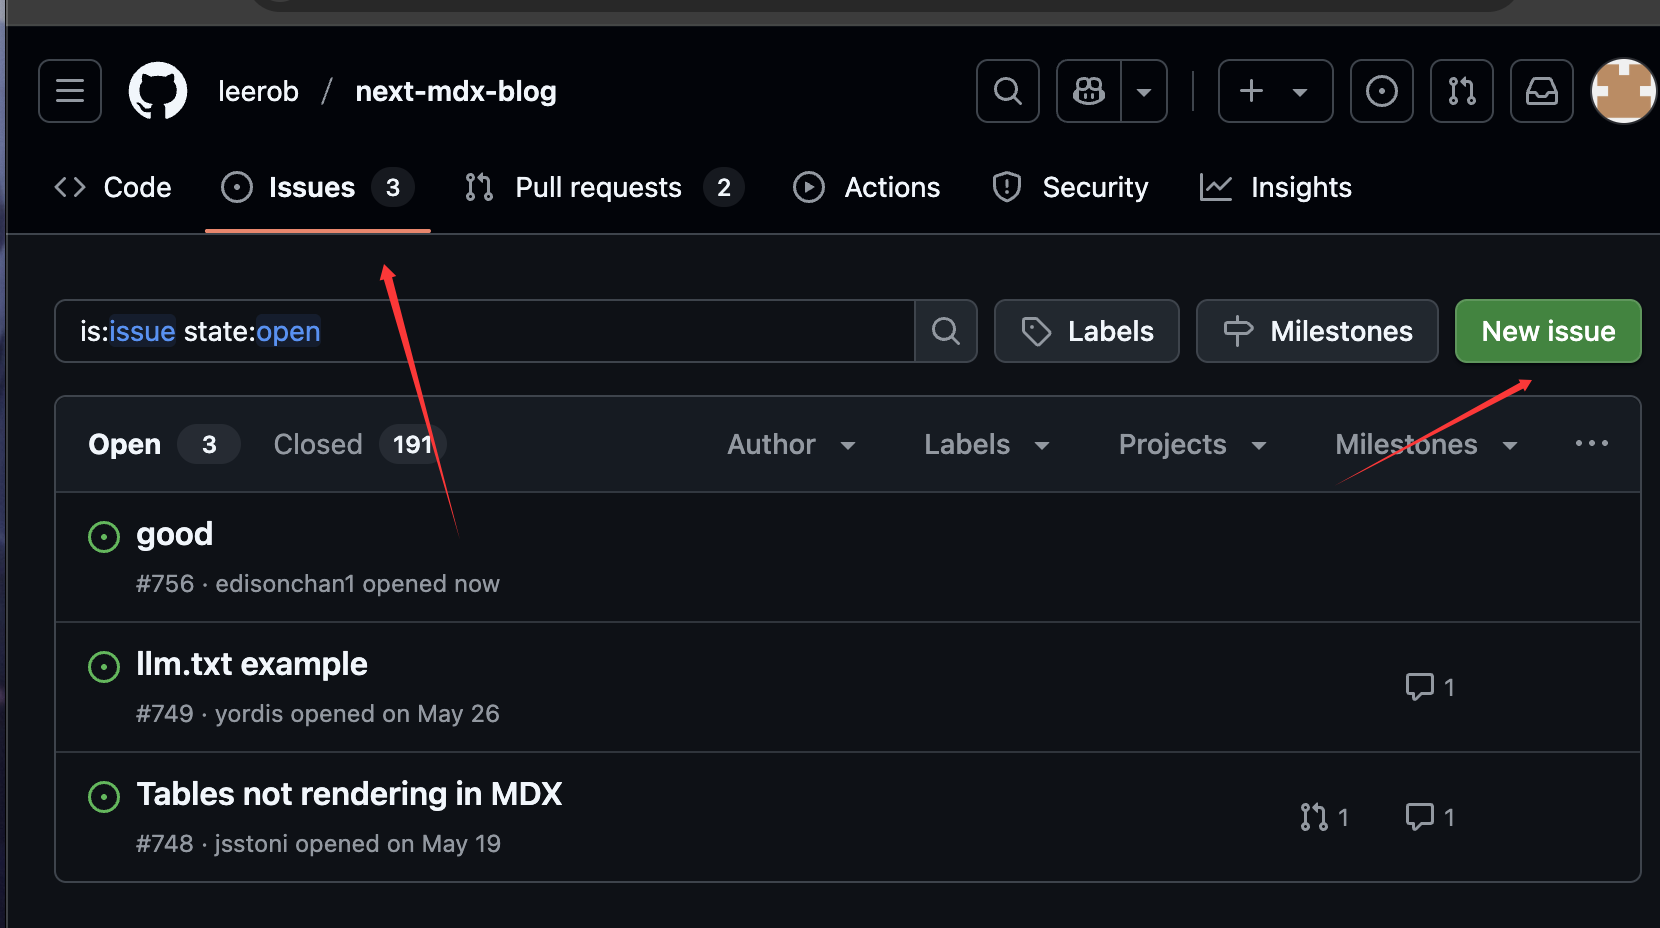 leerob / next-mdx-blog
Code Issues 3 Pull requests 2 Actions Security Insights
is:issue state:open Labels Milestones New issue
Open 3 Closed 191 Author Labels Projects Milestones
good
#756 · edisonchan1 opened now
llm.txt example
#749 · yordis opened on May 26
1
Tables not rendering in MDX
#748 · jsstoni opened on May 19
1 1